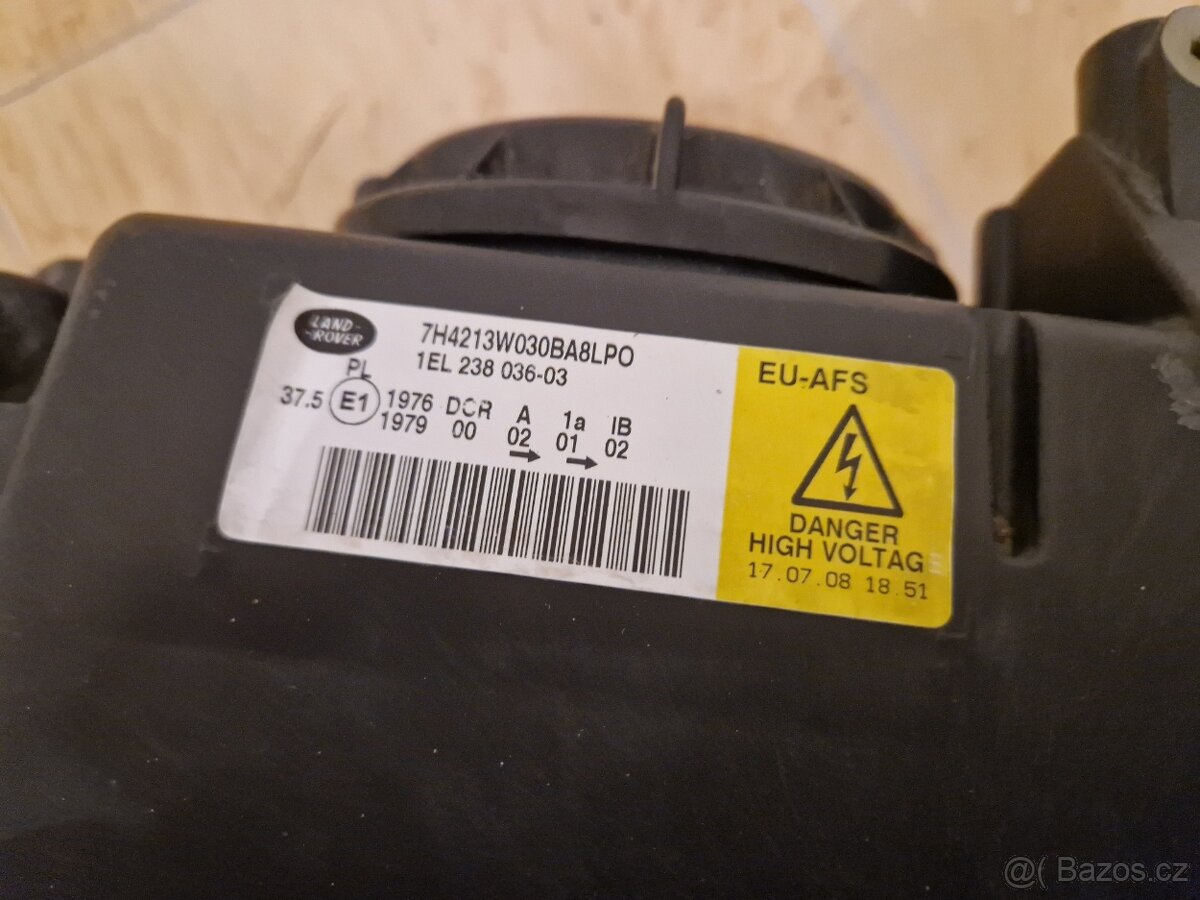 LAND-
-ROVER
7H4213W030BA8LPO
1EL 238 036-03
PL
37.5 E1 1976 DCR A 1a IB
1979 00 02 01 02
EU-AFS
DANGER
HIGH VOLTAG
17.07.08 18.51
@( Bazos.cz